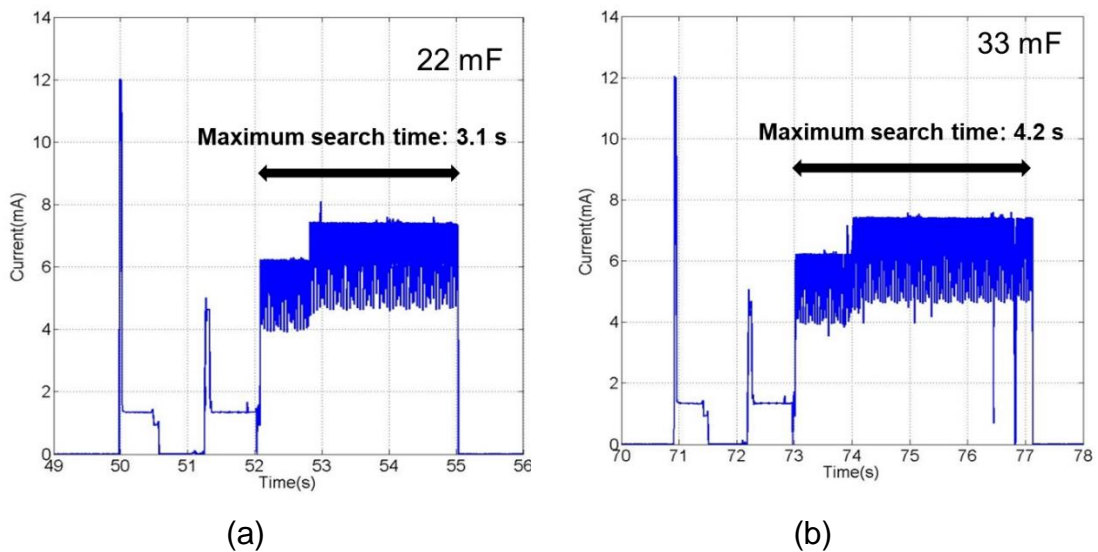 22 mF
Maximum search time: 3.1 s
Current(mA)
14
12
10
8
6
4
2
0
49 50 51 52 53 54 55 56
Time(s)
(a)
33 mF
Maximum search time: 4.2 s
Current(mA)
14
12
10
8
6
4
2
0
70 71 72 73 74 75 76 77 78
Time(s)
(b)